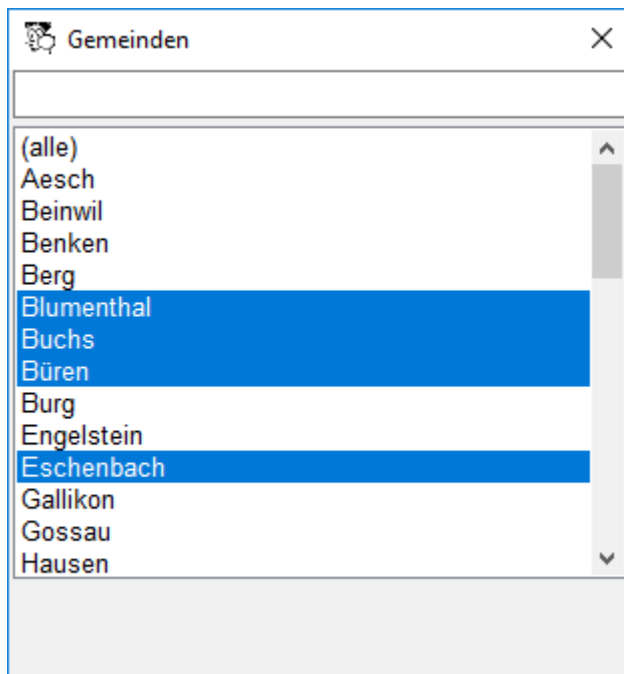 Gemeinden
(alle)
Aesch
Beinwil
Benken
Berg
Blumenthal
Buchs
Büren
Burg
Engelstein
Eschenbach
Gallikon
Gossau
Hausen